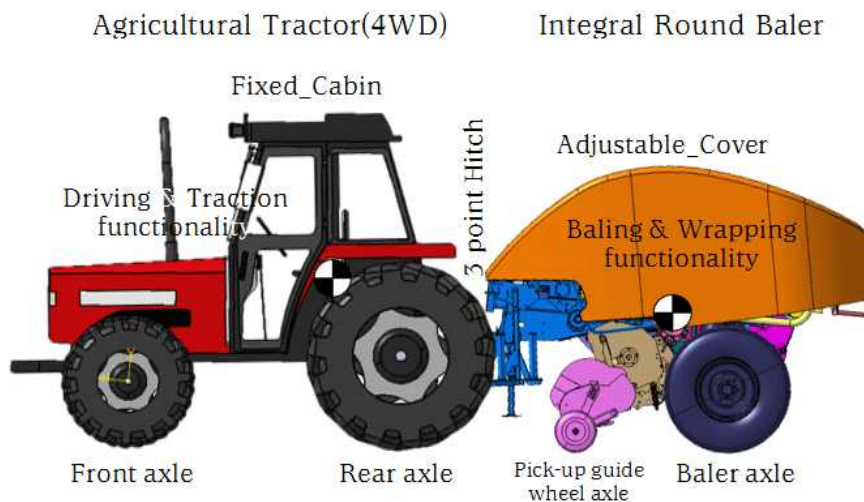 Agricultural Tractor(4WD)
Integral Round Baler
Fixed_Cabin
3 point Hitch
Adjustable_Cover
Driving & Traction
functionality
Baling & Wrapping
functionality
Front axle
Rear axle
Pick-up guide
wheel axle
Baler axle